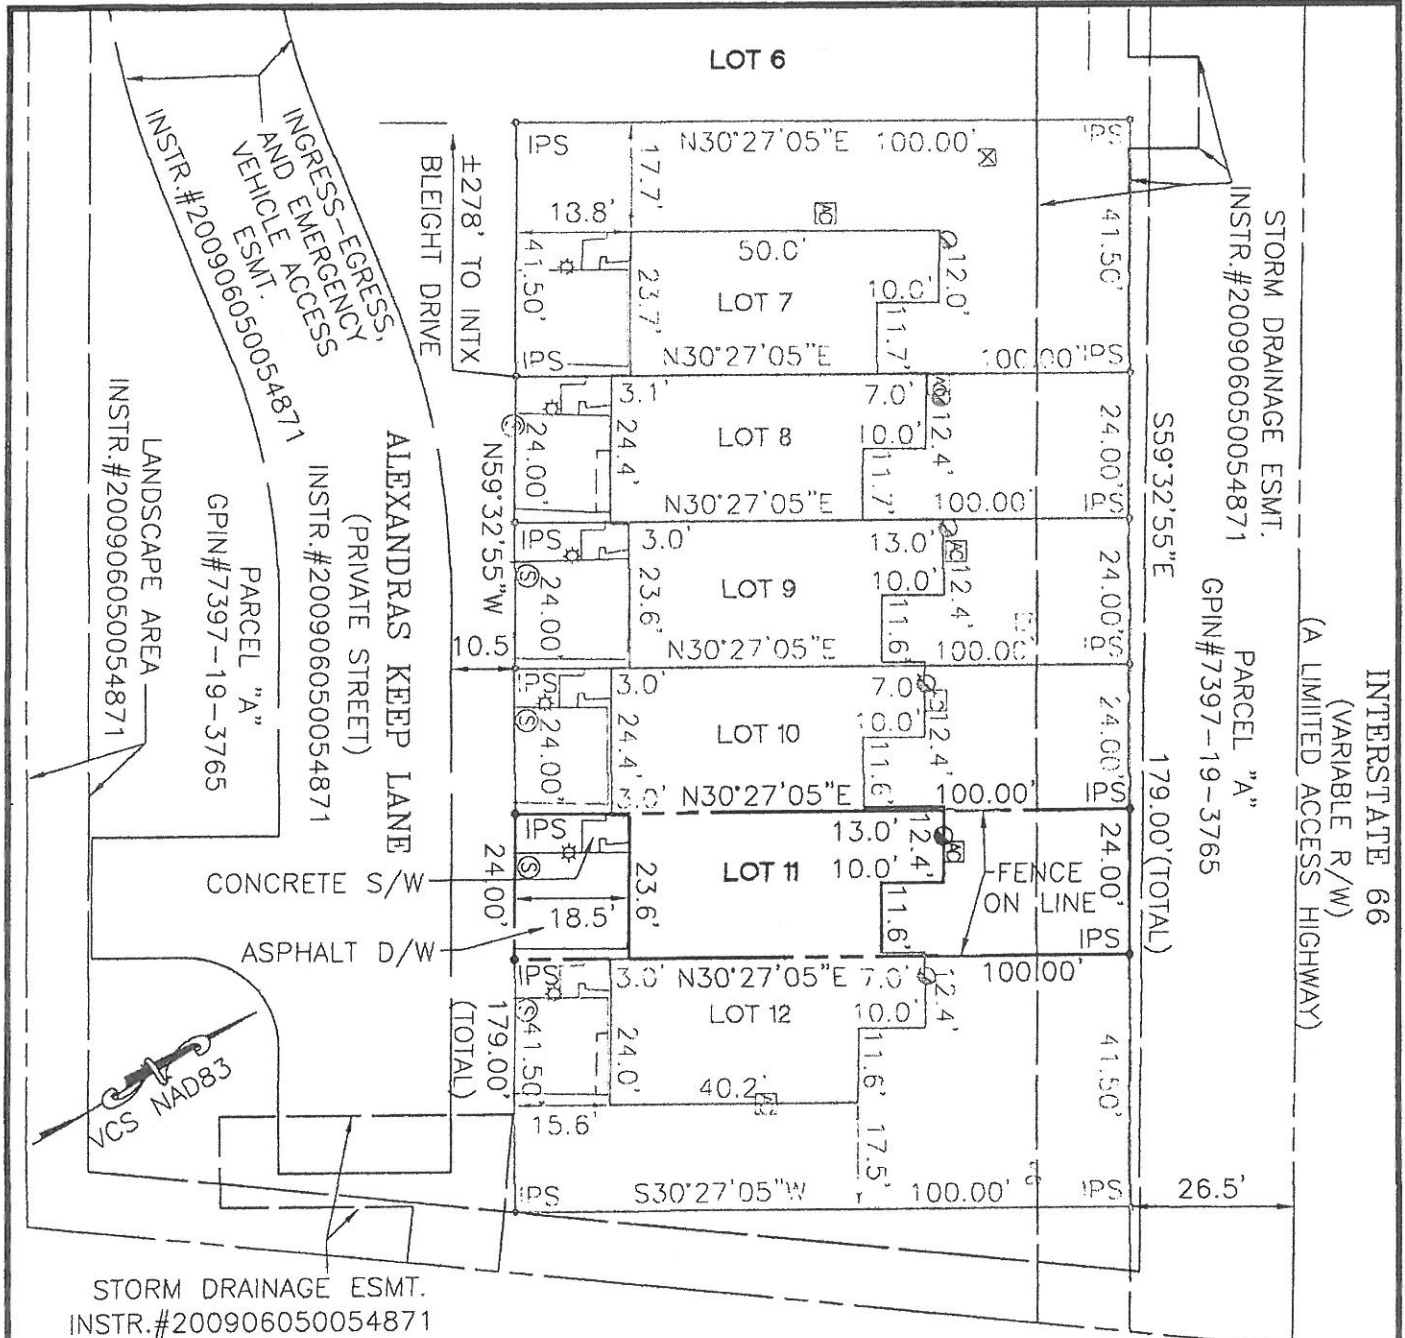 LOT 6
IPS
N30°27'05"E 100.00'
IPS
17.7'
13.8'
41.50'
AC
50.0'
12.0'
41.50'
23.7'
LOT 7
10.0'
11.7'
IPS
N30°27'05"E
100.00'
IPS
±278' TO INTX
BLEIGHT DRIVE
INGRESS-EGRESS,
AND EMERGENCY
VEHICLE ACCESS
ESMT.
INSTR.#200906050054871
STORM DRAINAGE ESMT.
INSTR.#200906050054871
3.1'
7.0'
24.00'
24.4'
LOT 8
10.0'
12.4'
11.7'
24.00'
N30°27'05"E
100.00'
IPS
3.0'
13.0'
AC
24.00'
23.6'
LOT 9
10.0'
12.4'
11.6'
24.00'
N30°27'05"E
100.00'
IPS
3.0'
7.0'
24.00'
24.4'
LOT 10
10.0'
12.4'
11.6'
24.00'
3.0'
N30°27'05"E
100.00'
IPS
IPS
13.0'
12.4'
AC
23.6'
LOT 11
10.0'
11.6'
FENCE
ON LINE
24.00'
IPS
24.00'
S
18.5'
CONCRETE S/W
ASPHALT D/W
IPS
3.0'
N30°27'05"E
7.0'
100.00'
LOT 12
10.0'
12.4'
41.50'
24.0'
11.6'
41.50'
40.2'
15.6'
17.5'
IPS
S30°27'05"W
100.00'
IPS
26.5'
N59°32'55"W
10.5
179.00'
(TOTAL)
ALEXANDRAS KEEP LANE
(PRIVATE STREET)
INSTR.#200906050054871
PARCEL "A"
GPIN#7397-19-3765
LANDSCAPE AREA
INSTR.#200906050054871
S59°32'55"E
179.00'(TOTAL)
PARCEL "A"
GPIN#7397-19-3765
INTERSTATE 66
(VARIABLE R/W)
(A LIMIITED ACCESS HIGHWAY)
VCS NAD83
STORM DRAINAGE ESMT.
INSTR.#200906050054871